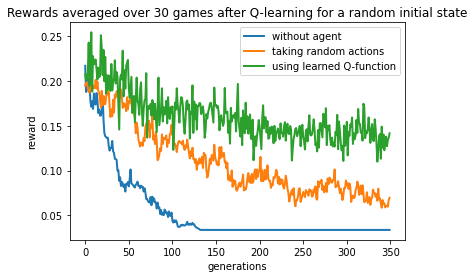 Rewards averaged over 30 games after Q-learning for a random initial state
without agent
taking random actions
using learned Q-function
reward
0.25
0.20
0.15
0.10
0.05
0 50 100 150 200 250 300 350
generations